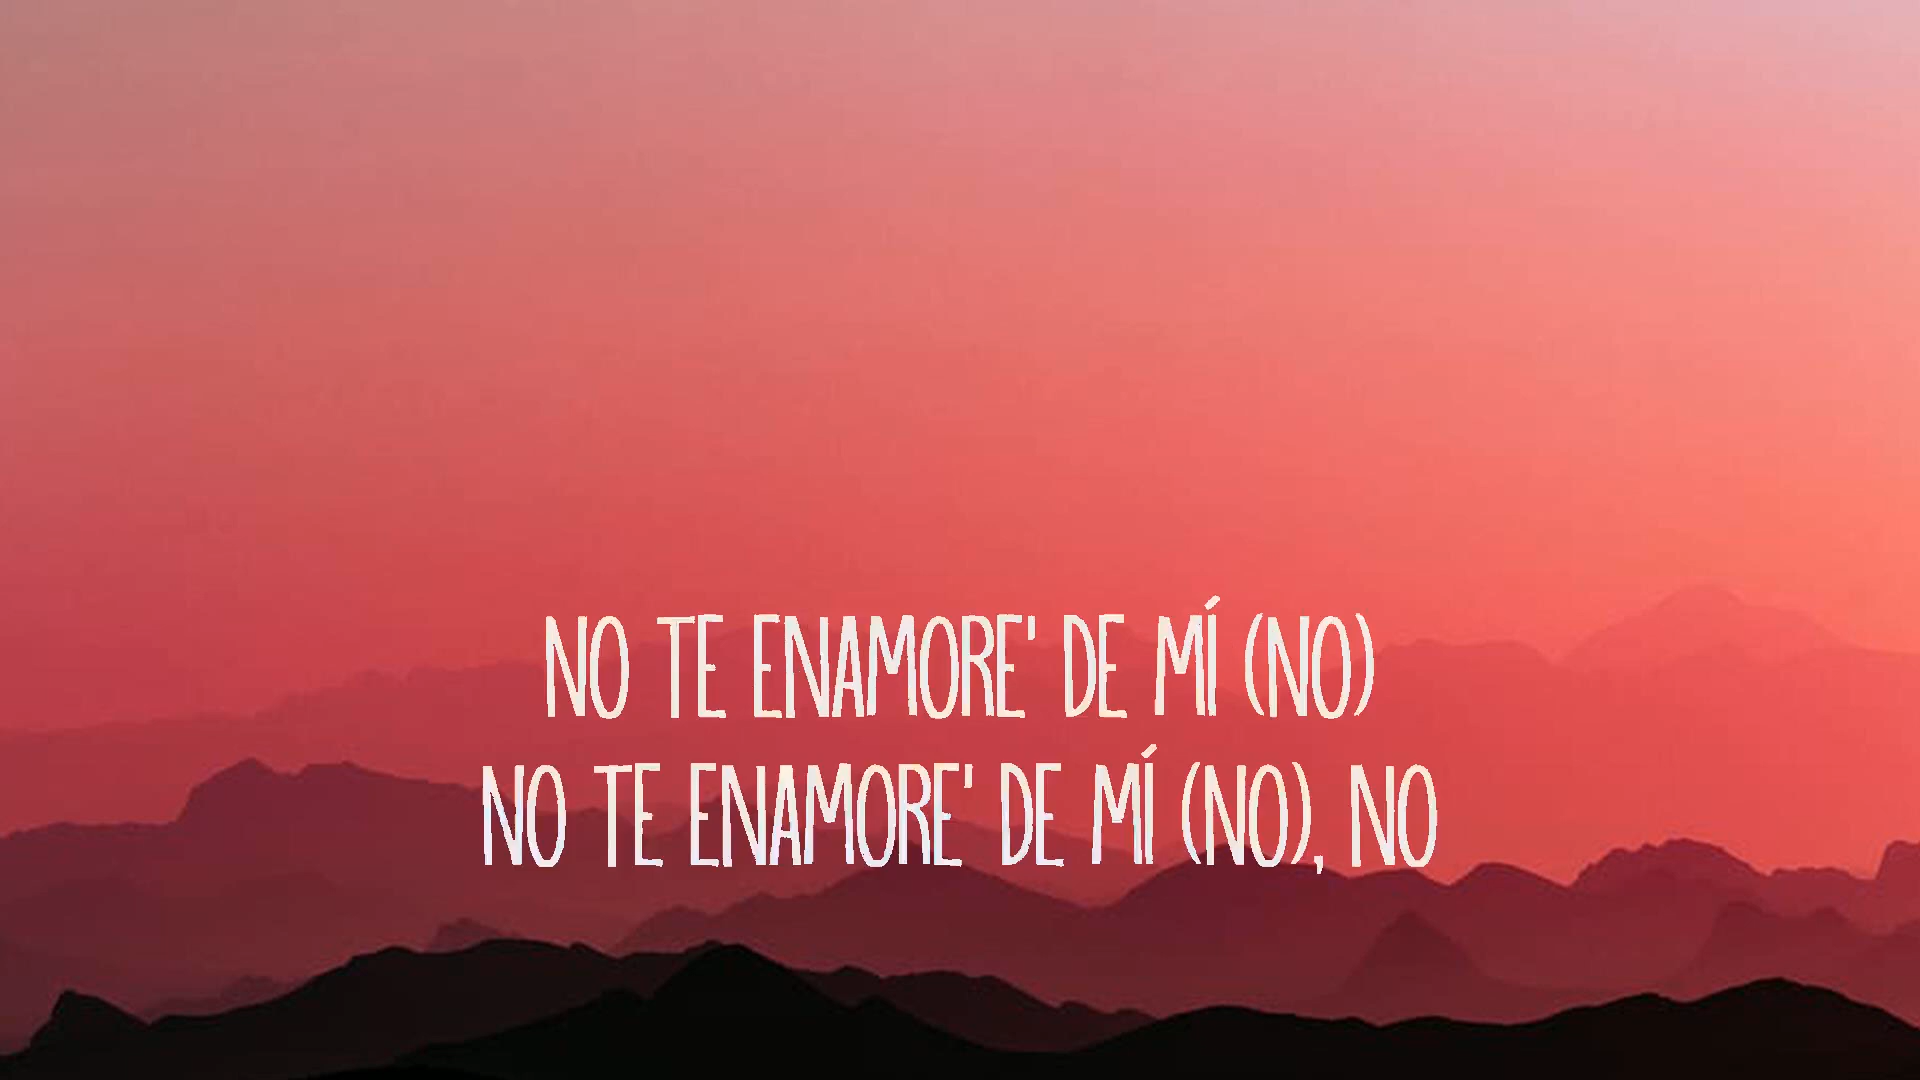 NO TE ENAMORE' DE MÍ (NO)
NO TE ENAMORE' DE MÍ (NO), NO